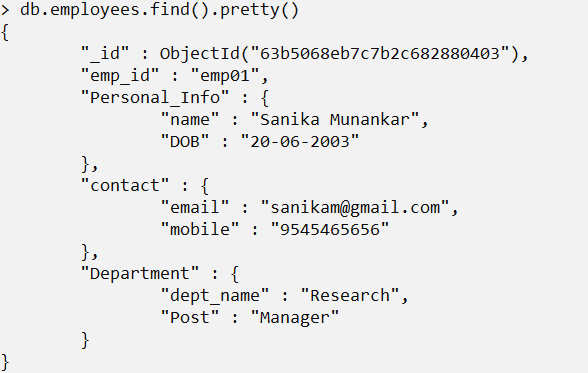 > db.employees.find().pretty()
{
        "_id" : ObjectId("63b5068eb7c7b2c682880403"),
        "emp_id" : "emp01",
        "Personal_Info" : {
                "name" : "Sanika Munankar",
                "DOB" : "20-06-2003"
        },
        "contact" : {
                "email" : "sanikam@gmail.com",
                "mobile" : "9545465656"
        },
        "Department" : {
                "dept_name" : "Research",
                "Post" : "Manager"
        }
}